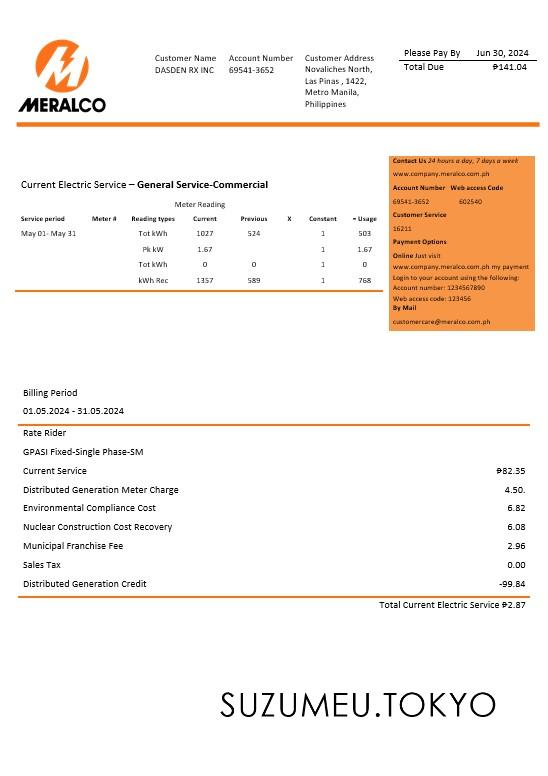 MERALCO
Customer Name Account Number Customer Address
DASDEN RX INC 69541-3652 Novaliches North,
Las Pinas , 1422,
Metro Manila,
Philippines
Please Pay By Jun 30, 2024
Total Due ₱141.04
Current Electric Service – General Service-Commercial
Meter Reading
Service period Meter # Reading types Current Previous X Constant = Usage
May 01- May 31 Tot kWh 1027 524 1 503
Pk kW 1.67 1 1.67
Tot kWh 0 0 1 0
kWh Rec 1357 589 1 768
Contact Us 24 hours a day, 7 days a week
www.company.meralco.com.ph
Account Number Web access Code
69541-3652 602540
Customer Service
16211
Payment Options
Online Just visit
www.company.meralco.com.ph my payment
Login to your account using the following:
Account number: 1234567890
Web access code: 123456
By Mail
customercare@meralco.com.ph
Billing Period
01.05.2024 - 31.05.2024
Rate Rider
GPASI Fixed-Single Phase-SM
Current Service ₱82.35
Distributed Generation Meter Charge 4.50.
Environmental Compliance Cost 6.82
Nuclear Construction Cost Recovery 6.08
Municipal Franchise Fee 2.96
Sales Tax 0.00
Distributed Generation Credit -99.84
Total Current Electric Service ₱2.87
SUZUMEU.TOKYO